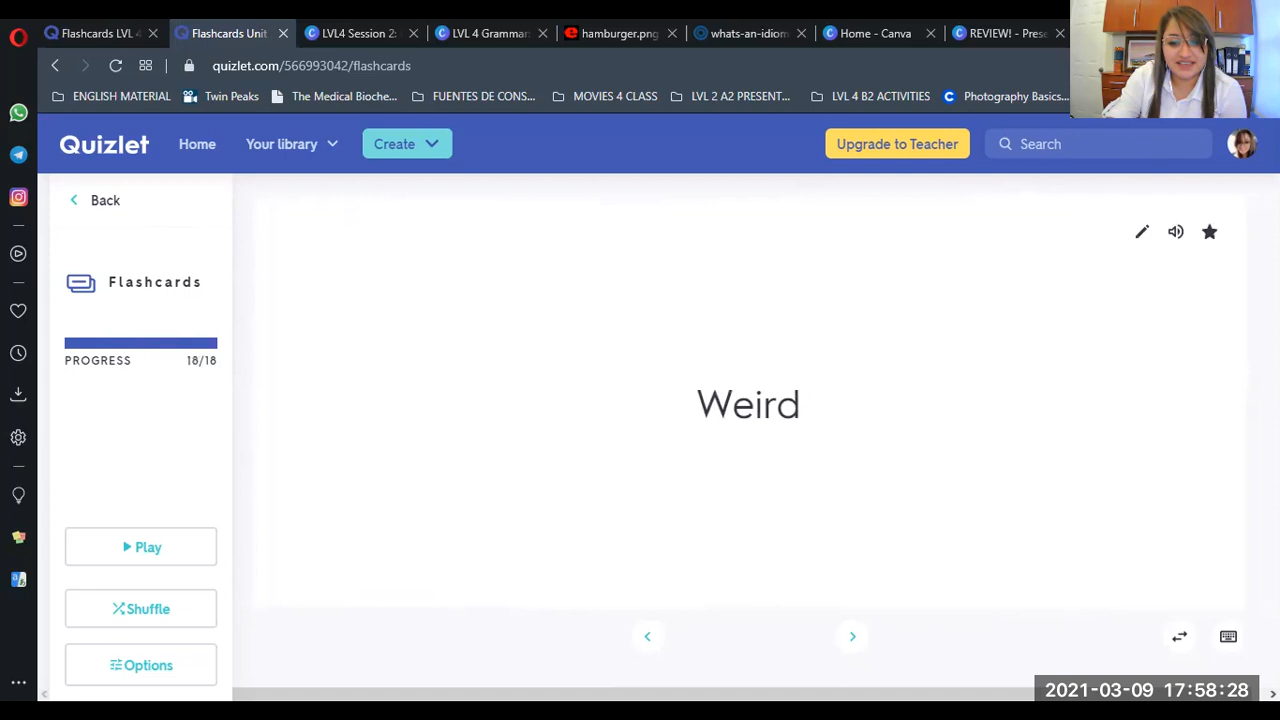 Flashcards LVL 4
Flashcards Unit
LVL4 Session 2:
LVL 4 Grammar:
hamburger.png
whats-an-idiom
Home - Canva
REVIEW! - Prese
quizlet.com/566993042/flashcards
ENGLISH MATERIAL
Twin Peaks
The Medical Bioche...
FUENTES DE CONS...
MOVIES 4 CLASS
LVL 2 A2 PRESENT...
LVL 4 B2 ACTIVITIES
Photography Basics...
Quizlet
Home
Your library
Create
Upgrade to Teacher
Search
Back
Flashcards
PROGRESS 18/18
Weird
Play
Shuffle
Options
2021-03-09 17:58:28